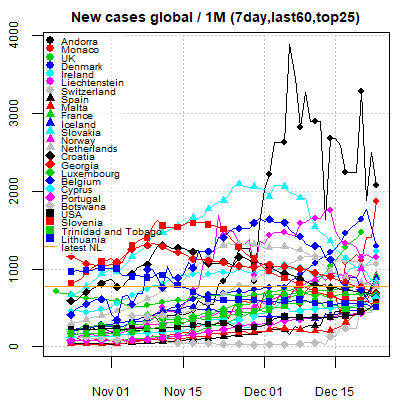 New cases global / 1M (7day,last60,top25)
4000
3000
2000
1000
0
Andorra
Monaco
UK
Denmark
Ireland
Liechtenstein
Switzerland
Spain
Malta
France
Iceland
Slovakia
Norway
Netherlands
Croatia
Georgia
Luxembourg
Belgium
Cyprus
Portugal
Botswana
USA
Slovenia
Trinidad and Tobago
Lithuania
latest NL
Nov 01
Nov 15
Dec 01
Dec 15